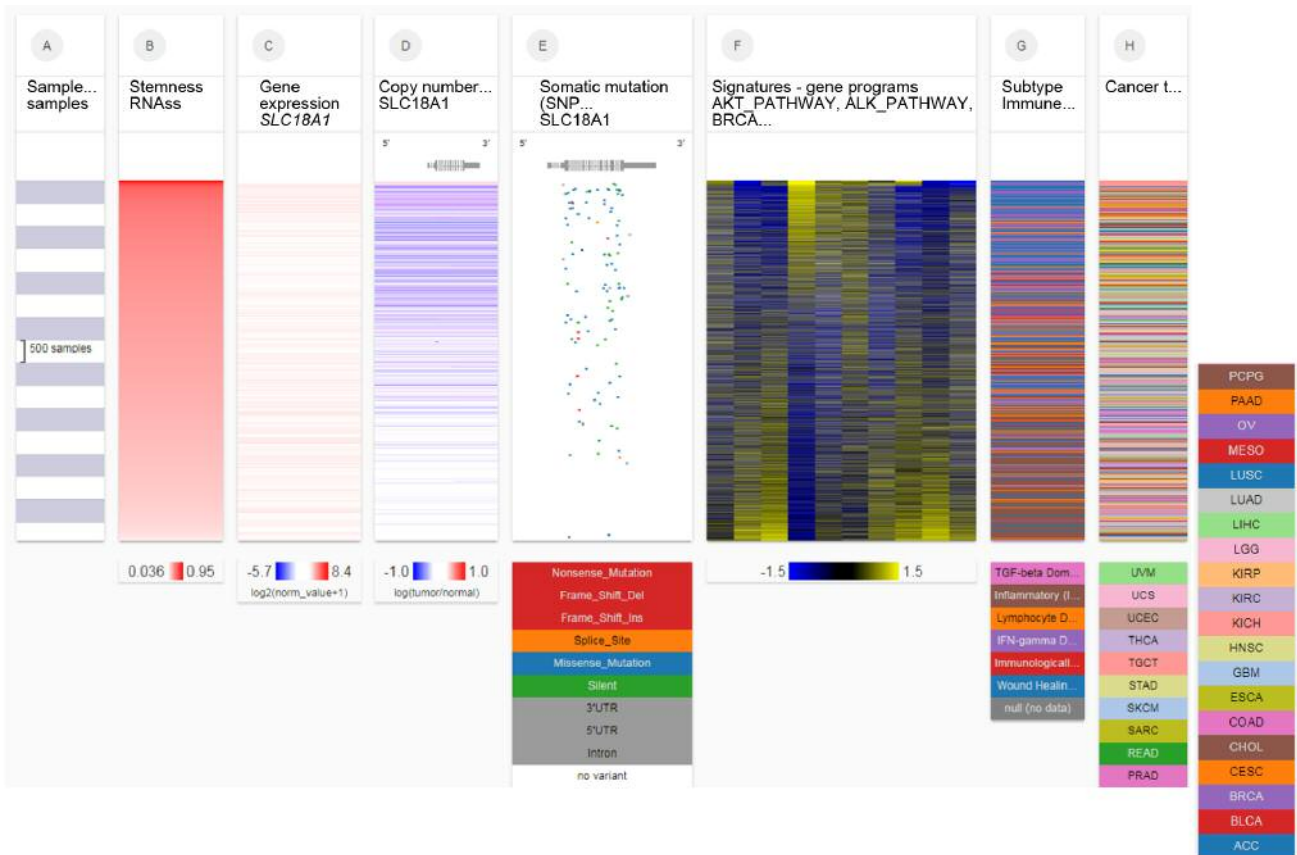 A
B
C
D
E
F
G
H
Sample...
samples
Stemness
RNAss
Gene
expression
SLC18A1
Copy number...
SLC18A1
Somatic mutation
(SNP...
SLC18A1
Signatures - gene programs
AKT_PATHWAY, ALK_PATHWAY,
BRCA...
Subtype
Immune...
Cancer t...
5' 3'
5' 3'
500 samples
0.036 0.95
-5.7 8.4
log2(norm_value+1)
-1.0 1.0
log(tumor/normal)
Nonsense_Mutation
Frame_Shift_Del
Frame_Shift_Ins
Splice_Site
Missense_Mutation
Silent
3'UTR
5'UTR
Intron
no variant
-1.5 1.5
TGF-beta Dom...
Inflammatory (I...
Lymphocyte D...
IFN-gamma D...
Immunologicall...
Wound Healin...
null (no data)
UVM
UCS
UCEC
THCA
TGCT
STAD
SKCM
SARC
READ
PRAD
PCPG
PAAD
OV
MESO
LUSC
LUAD
LIHC
LGG
KIRP
KIRC
KICH
HNSC
GBM
ESCA
COAD
CHOL
CESC
BRCA
BLCA
ACC